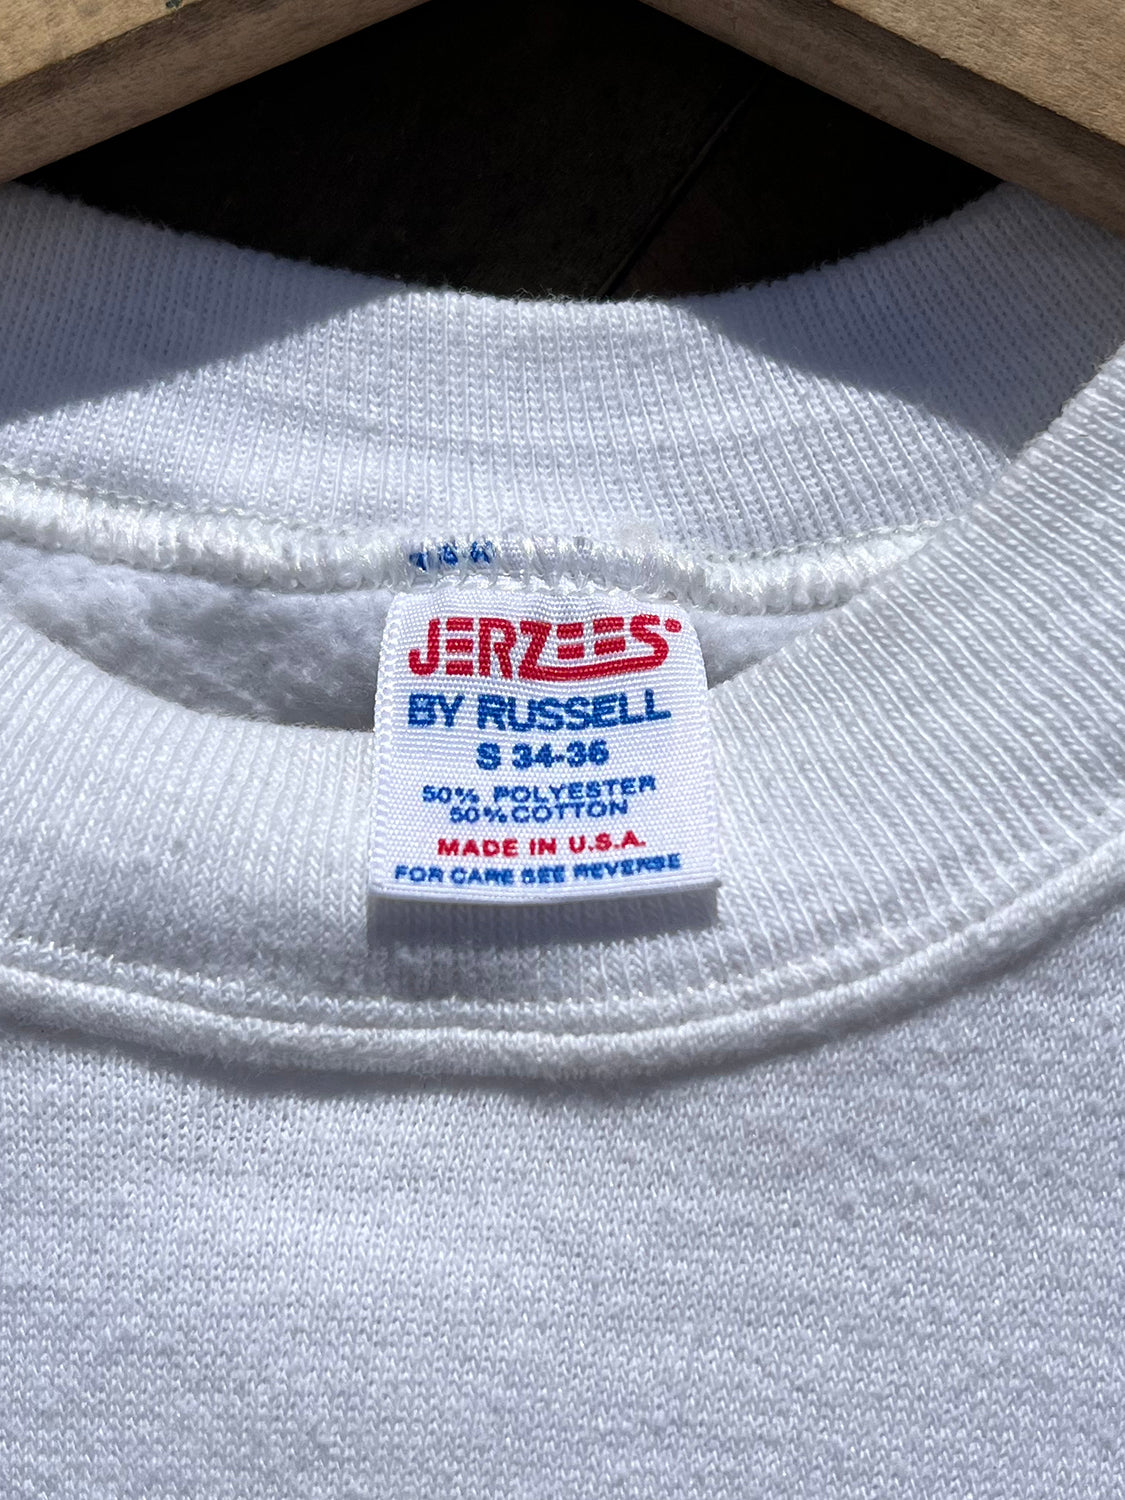 JERZEES®
BY RUSSELL
S 34-36
50% POLYESTER
50% COTTON
MADE IN U.S.A.
FOR CARE SEE REVERSE